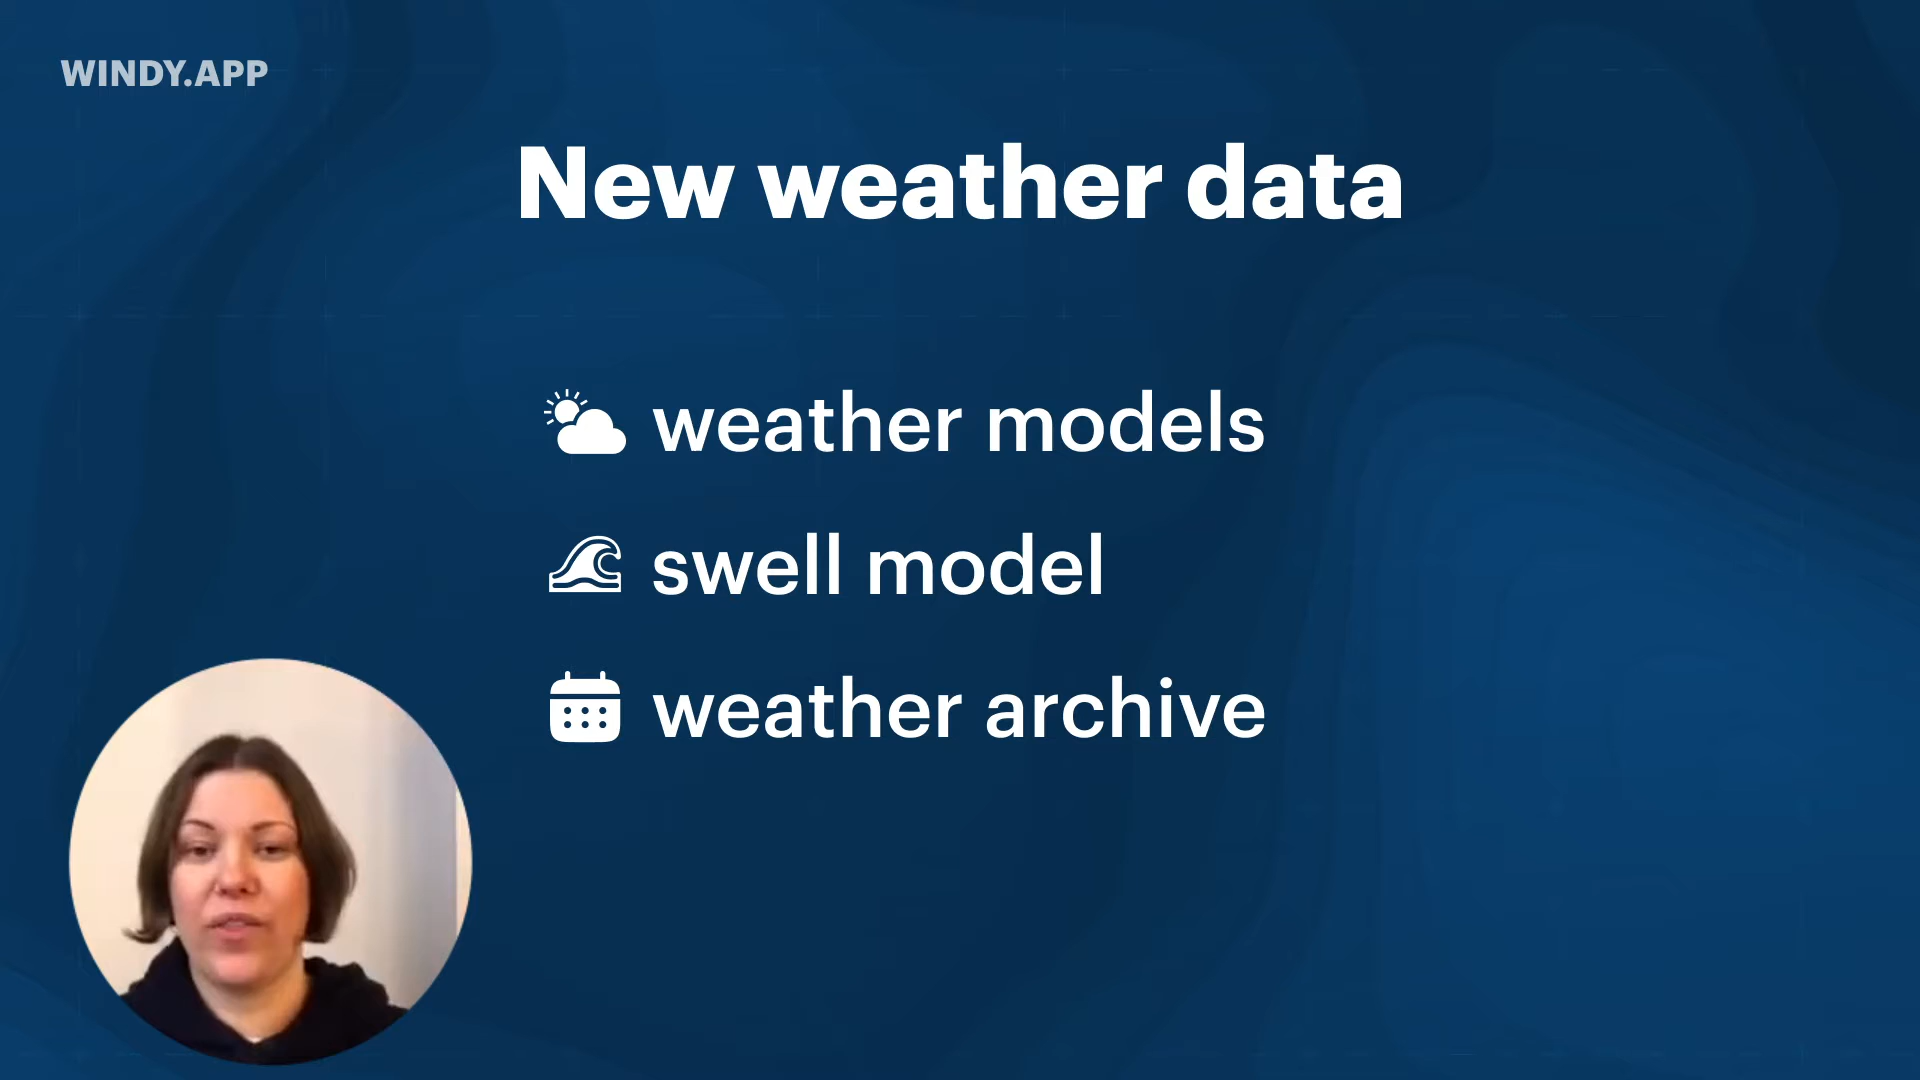 WINDY.APP
New weather data
weather models
swell model
weather archive